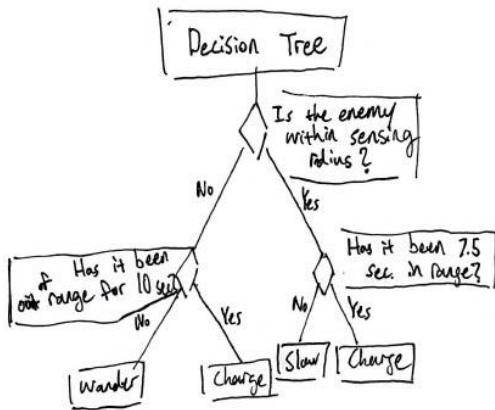 Decision Tree
Is the enemy
within sensing
radius?
No
Yes
Has it been
out of range for 10 sec?
Has it been 7.5
sec. in range?
No
Yes
No
Yes
Wander
Charge
Slow
Charge